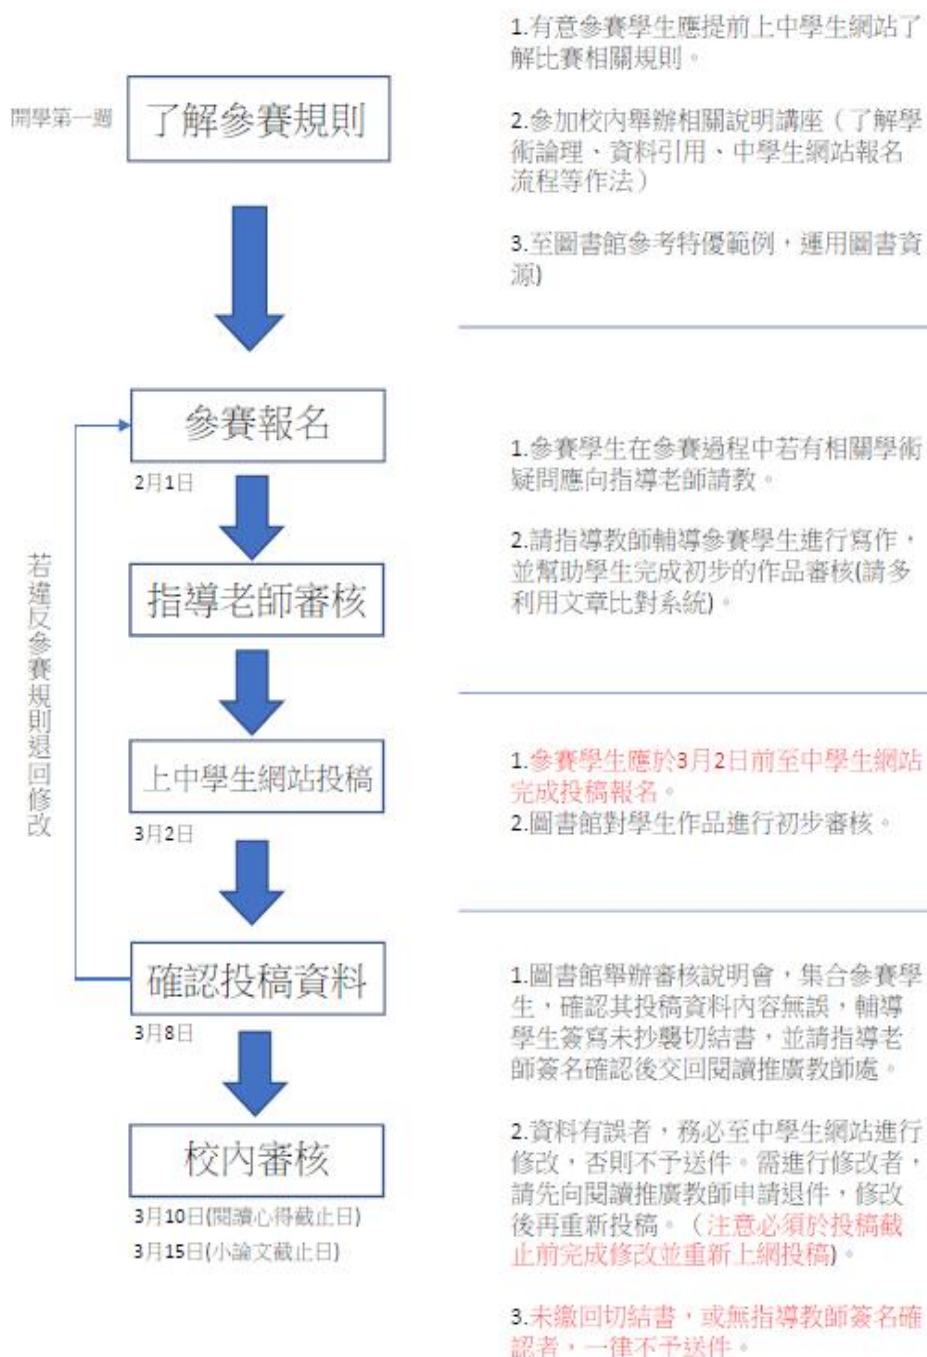 1.有意參賽學生應提前上中學生網站了
解比賽相關規則。
開學第一週
了解參賽規則
2.參加校內舉辦相關說明講座（了解學
術論理、資料引用、中學生網站報名
流程等作法）
3.至圖書館參考特優範例，運用圖書資
源)
參賽報名
2月1日
1.參賽學生在參賽過程中若有相關學術
疑問應向指導老師請教。
2.請指導教師輔導參賽學生進行寫作，
並幫助學生完成初步的作品審核(請多
利用文章比對系統)。
指導老師審核
若違反參賽規則退回修改
上中學生網站投稿
3月2日
1.參賽學生應於3月2日前至中學生網站
完成投稿報名。
2.圖書館對學生作品進行初步審核。
確認投稿資料
3月8日
1.圖書館舉辦審核說明會，集合參賽學
生，確認其投稿資料內容無誤，輔導
學生簽寫未抄襲切結書，並請指導老
師簽名確認後交回閱讀推廣教師處。
校內審核
3月10日(閱讀心得截止日)
3月15日(小論文截止日)
2.資料有誤者，務必至中學生網站進行
修改，否則不予送件。需進行修改者，
請先向閱讀推廣教師申請退件，修改
後再重新投稿。（注意必須於投稿截
止前完成修改並重新上網投稿)。
3.未繳回切結書，或無指導教師簽名確
認者，一律不予送件。